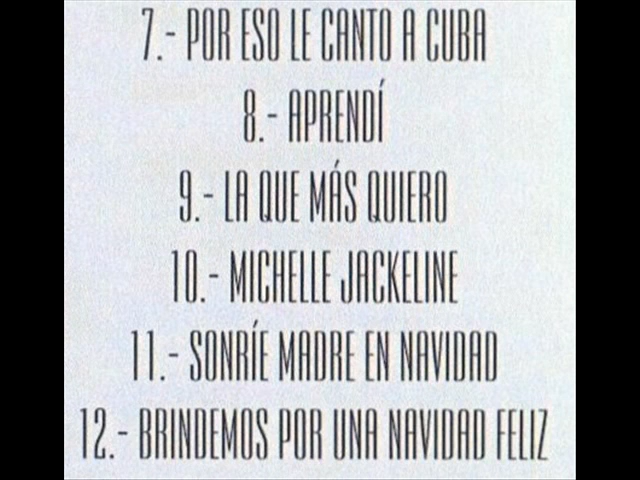 7.- POR ESO LE CANTO A CUBA
8.- APRENDÍ
9.- LA QUE MÁS QUIERO
10.- MICHELLE JACKELINE
11.- SONRÍE MADRE EN NAVIDAD
12.- BRINDEMOS POR UNA NAVIDAD FELIZ